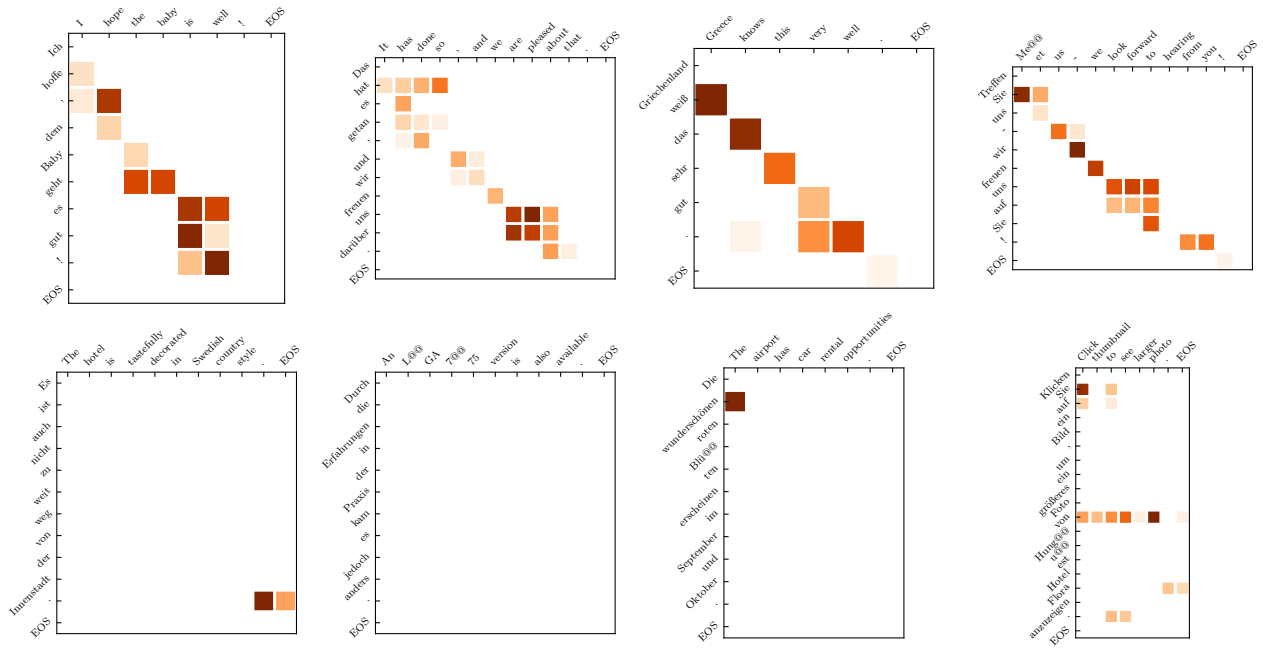 I hope the baby is well ! EOS
Ich
hoffe
,
dem
Baby
geht
es
gut
!
EOS
It has done so , and we are pleased about that . EOS
Das
hat
es
getan
,
und
wir
freuen
uns
darüber
.
EOS
Greece knows this very well . EOS
Griechenland
weiß
das
sehr
gut
.
EOS
Me@@ et us - we look forward to hearing from you ! EOS
Treffen
Sie
uns
-
wir
freuen
uns
auf
Sie
!
EOS
The hotel is tastefully decorated in Swedish country style . EOS
Es
ist
auch
nicht
zu
weit
weg
von
der
Innenstadt
.
EOS
An L@@ GA 7@@ 75 version is also available . EOS
Durch
die
Erfahrungen
in
der
Praxis
kam
es
jedoch
anders
.
EOS
The airport has car rental opportunities . EOS
Die
wunderschönen
roten
Blü@@
ten
erscheinen
im
September
und
Oktober
.
EOS
Click thumbnail to see larger photo . EOS
Klicken
Sie
auf
ein
Bild
,
um
ein
größeres
Foto
von
Hung@@
u@@
est
Hotel
Flora
anzuzeigen
.
EOS